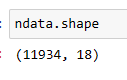 : ndata.shape
: (11934, 18)